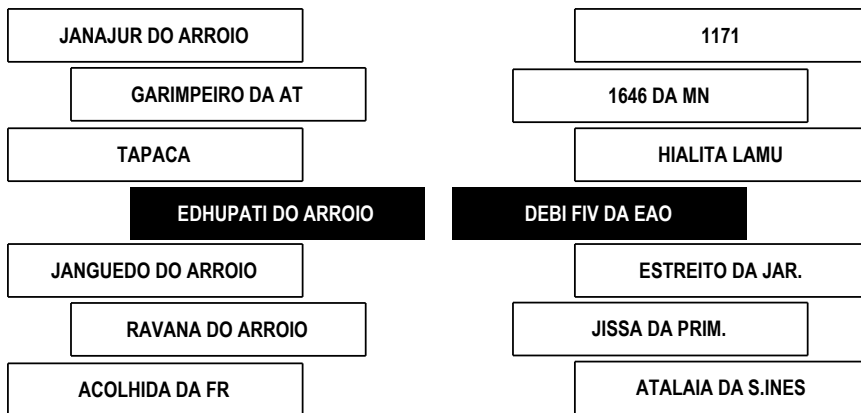 JANAJUR DO ARROIO 1171
GARIMPEIRO DA AT 1646 DA MN
TAPACA HIALITA LAMU
EDHUPATI DO ARROIO DEBI FIV DA EAO
JANGUEDO DO ARROIO ESTREITO DA JAR.
RAVANA DO ARROIO JISSA DA PRIM.
ACOLHIDA DA FR ATALAIA DA S.INES